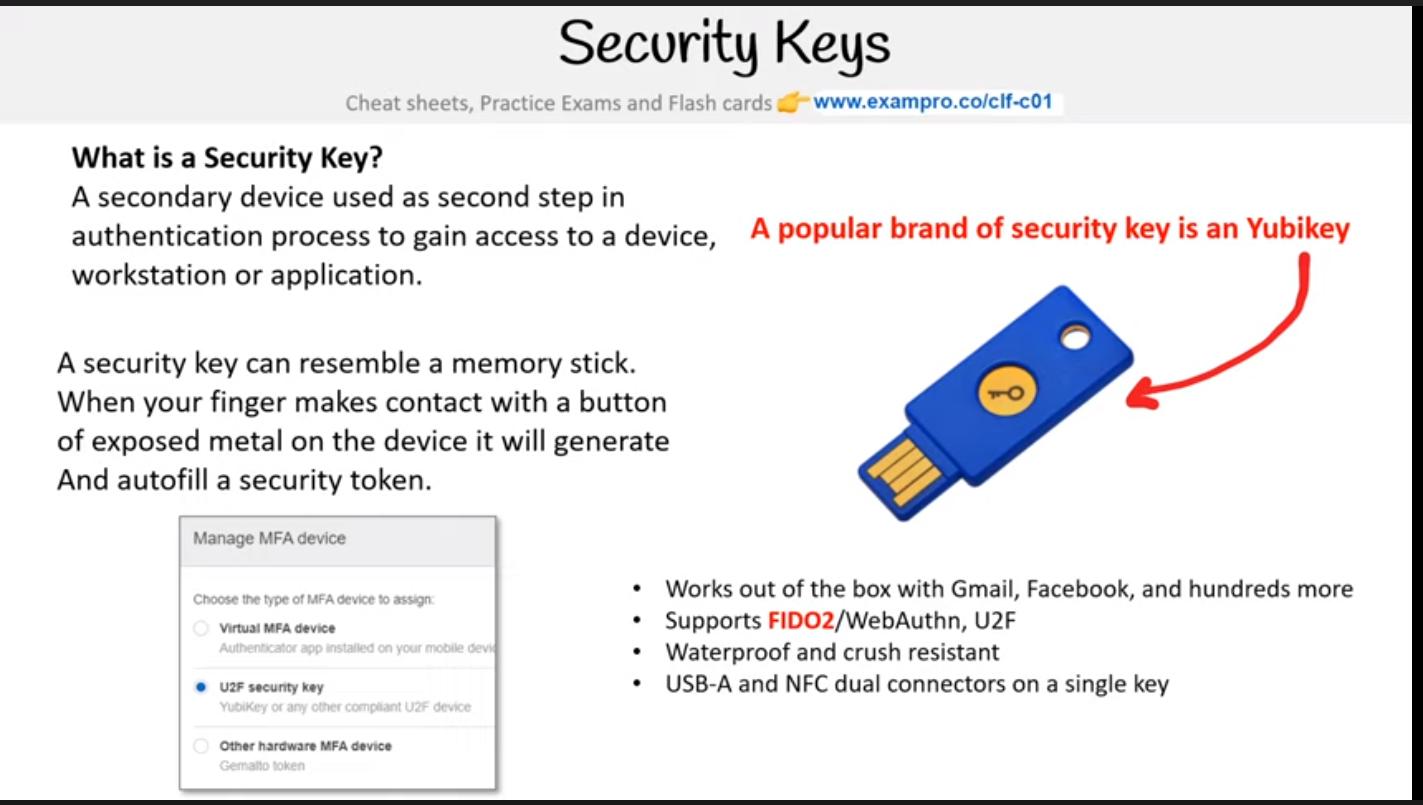 Security Keys
Cheat sheets, Practice Exams and Flash cards 👉 www.exampro.co/clf-c01
What is a Security Key?
A secondary device used as second step in
authentication process to gain access to a device,
workstation or application.
A popular brand of security key is an Yubikey
A security key can resemble a memory stick.
When your finger makes contact with a button
of exposed metal on the device it will generate
And autofill a security token.
Manage MFA device
Choose the type of MFA device to assign:
Virtual MFA device
Authenticator app installed on your mobile
U2F security key
YubiKey or any other compliant U2F device
Other hardware MFA device
Gemalto token
• Works out of the box with Gmail, Facebook, and hundreds more
• Supports FIDO2/WebAuthn, U2F
• Waterproof and crush resistant
• USB-A and NFC dual connectors on a single key